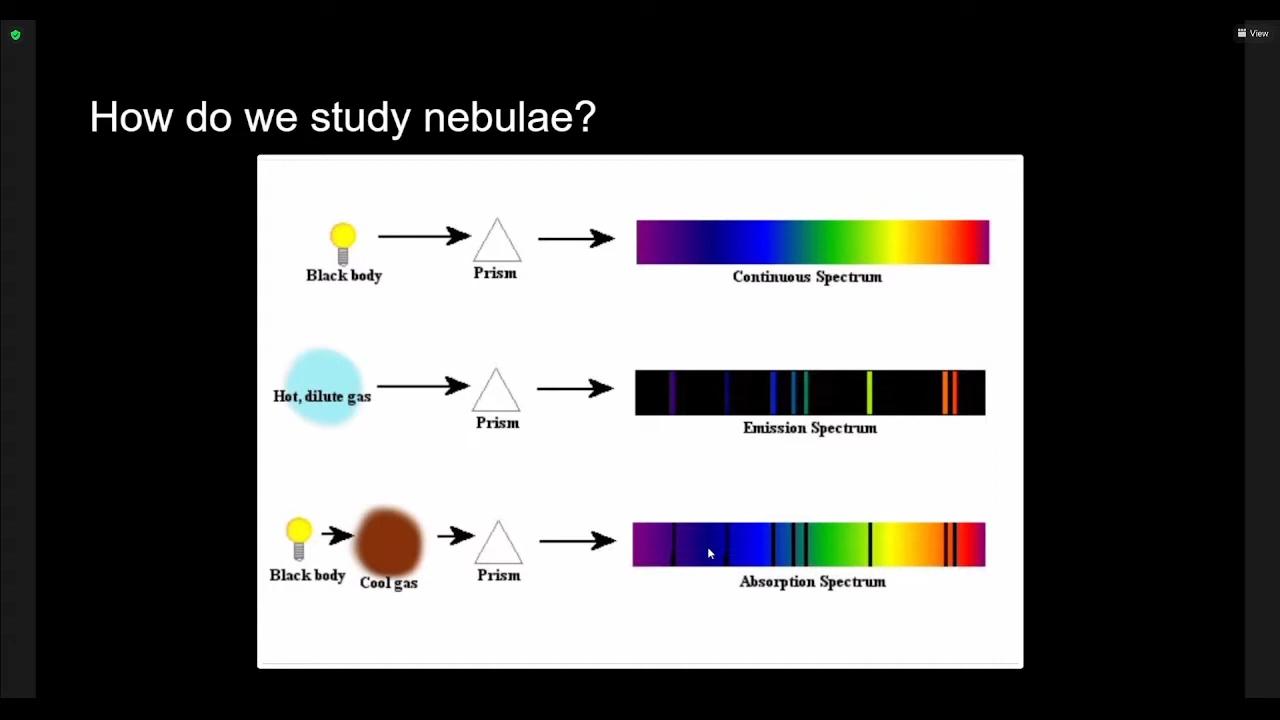 View
How do we study nebulae?
Black body
Prism
Continuous Spectrum
Hot, dilute gas
Prism
Emission Spectrum
Black body
Cool gas
Prism
Absorption Spectrum